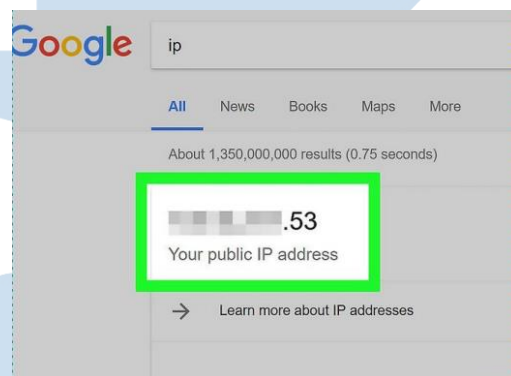 Google
ip
All News Books Maps More
About 1,350,000,000 results (0.75 seconds)
.53
Your public IP address
→ Learn more about IP addresses